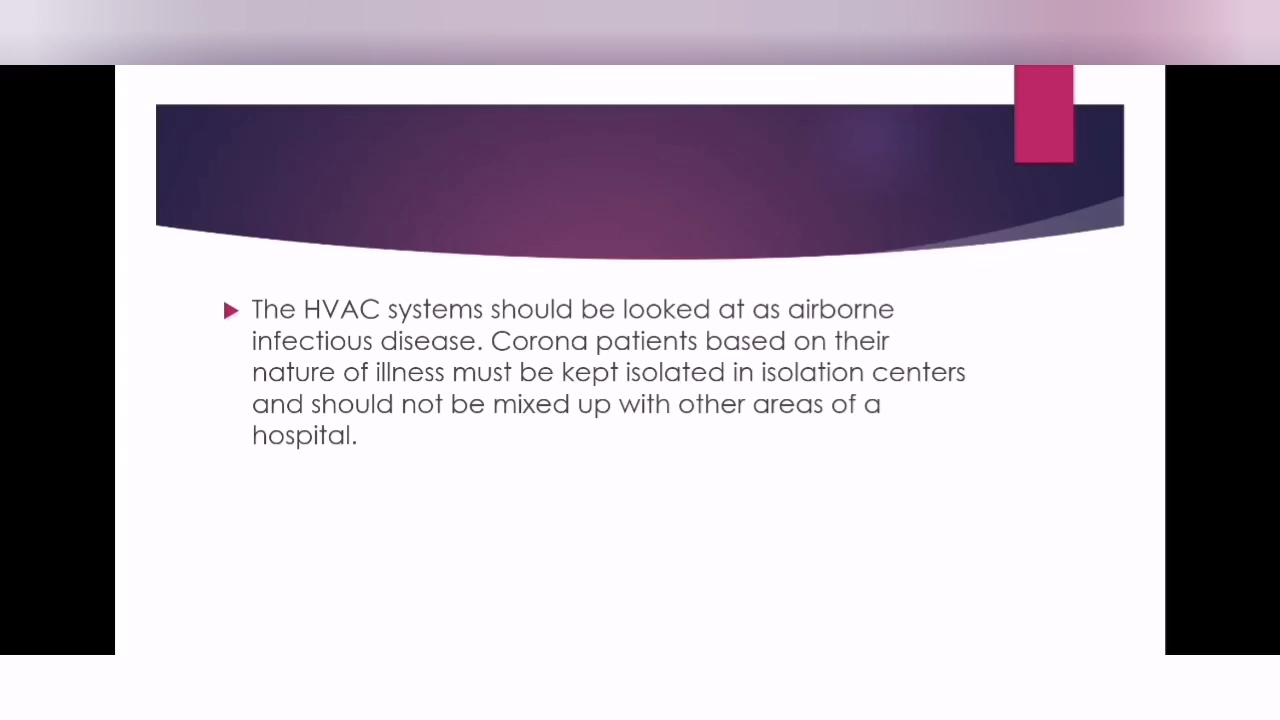 The HVAC systems should be looked at as airborne
infectious disease. Corona patients based on their
nature of illness must be kept isolated in isolation centers
and should not be mixed up with other areas of a
hospital.